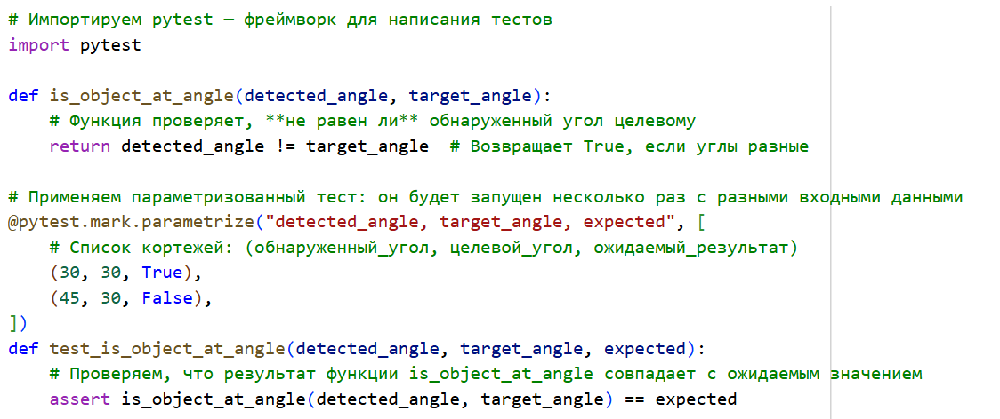 # Импортируем pytest — фреймворк для написания тестов
import pytest

def is_object_at_angle(detected_angle, target_angle):
    # Функция проверяет, **не равен ли** обнаруженный угол целевому
    return detected_angle != target_angle  # Возвращает True, если углы разные

# Применяем параметризованный тест: он будет запущен несколько раз с разными входными данными
@pytest.mark.parametrize("detected_angle, target_angle, expected", [
    # Список кортежей: (обнаруженный_угол, целевой_угол, ожидаемый_результат)
    (30, 30, True),
    (45, 30, False),
])
def test_is_object_at_angle(detected_angle, target_angle, expected):
    # Проверяем, что результат функции is_object_at_angle совпадает с ожидаемым значением
    assert is_object_at_angle(detected_angle, target_angle) == expected